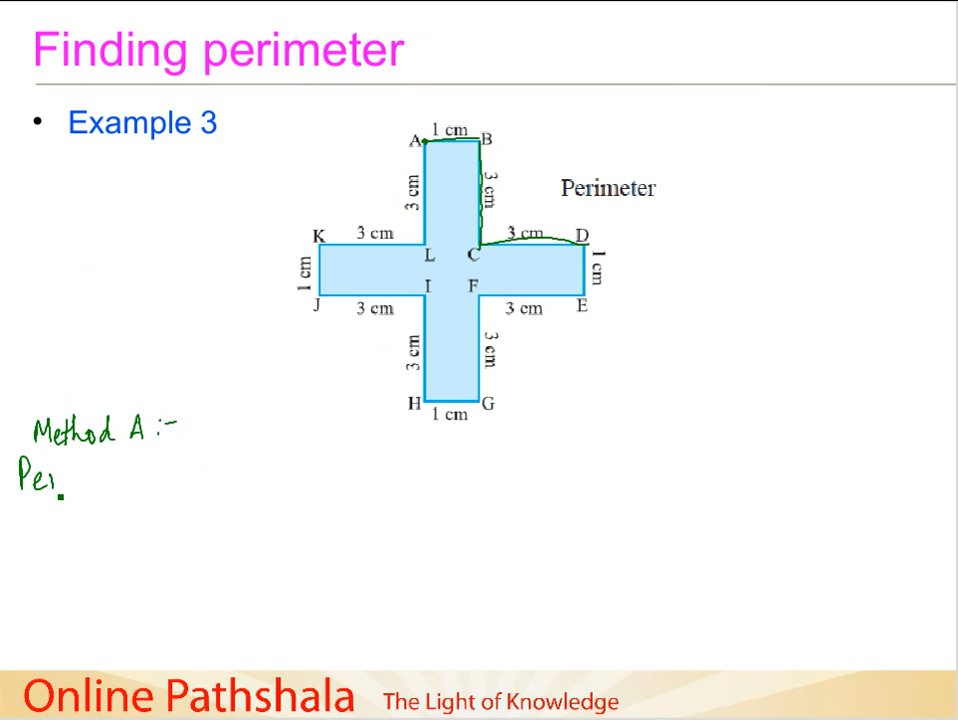 Finding perimeter
• Example 3
1 cm
A B
3 cm 3 cm
Perimeter
K 3 cm 3 cm D
L C
1 cm 1 cm
I F
J 3 cm 3 cm E
3 cm 3 cm
H G
1 cm
Method A :-
Per
Online Pathshala The Light of Knowledge